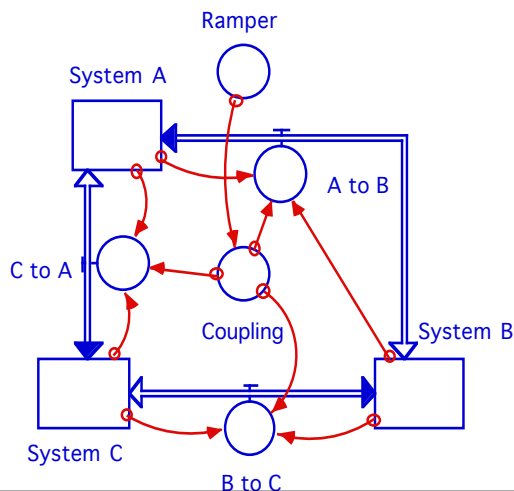 Ramper
System A
A to B
C to A
Coupling
System B
System C
B to C